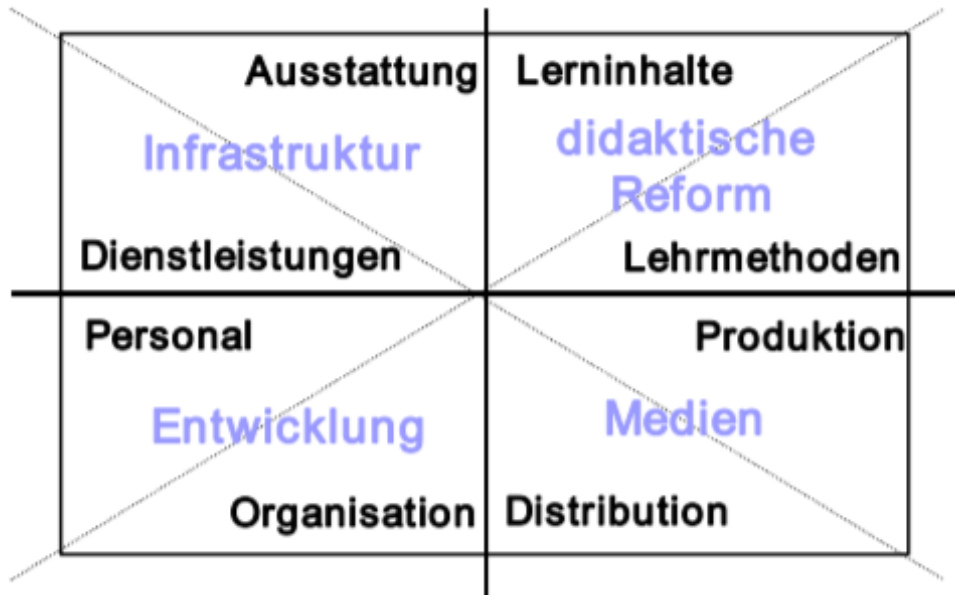 Ausstattung
Lerninhalte
Infrastruktur
didaktische
Reform
Dienstleistungen
Lehrmethoden
Personal
Produktion
Entwicklung
Medien
Organisation
Distribution